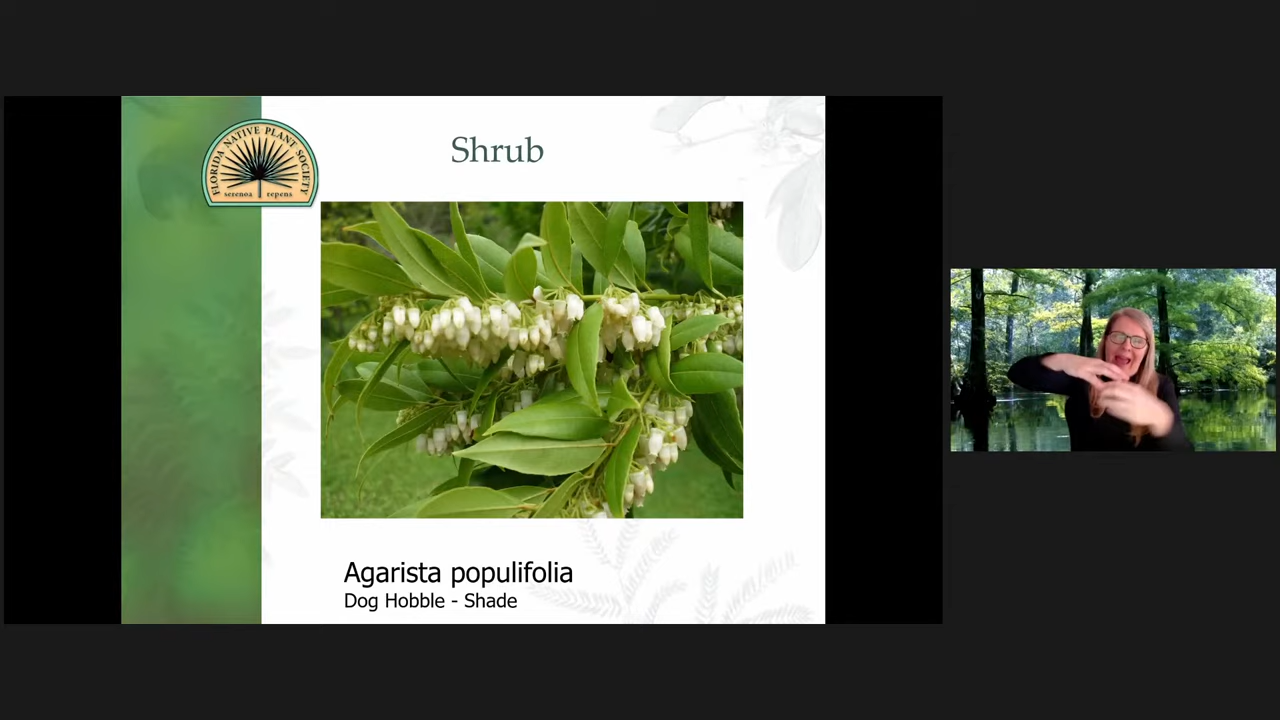 FLORIDA NATIVE PLANT SOCIETY
serenoa repens
Shrub
Agarista populifolia
Dog Hobble - Shade